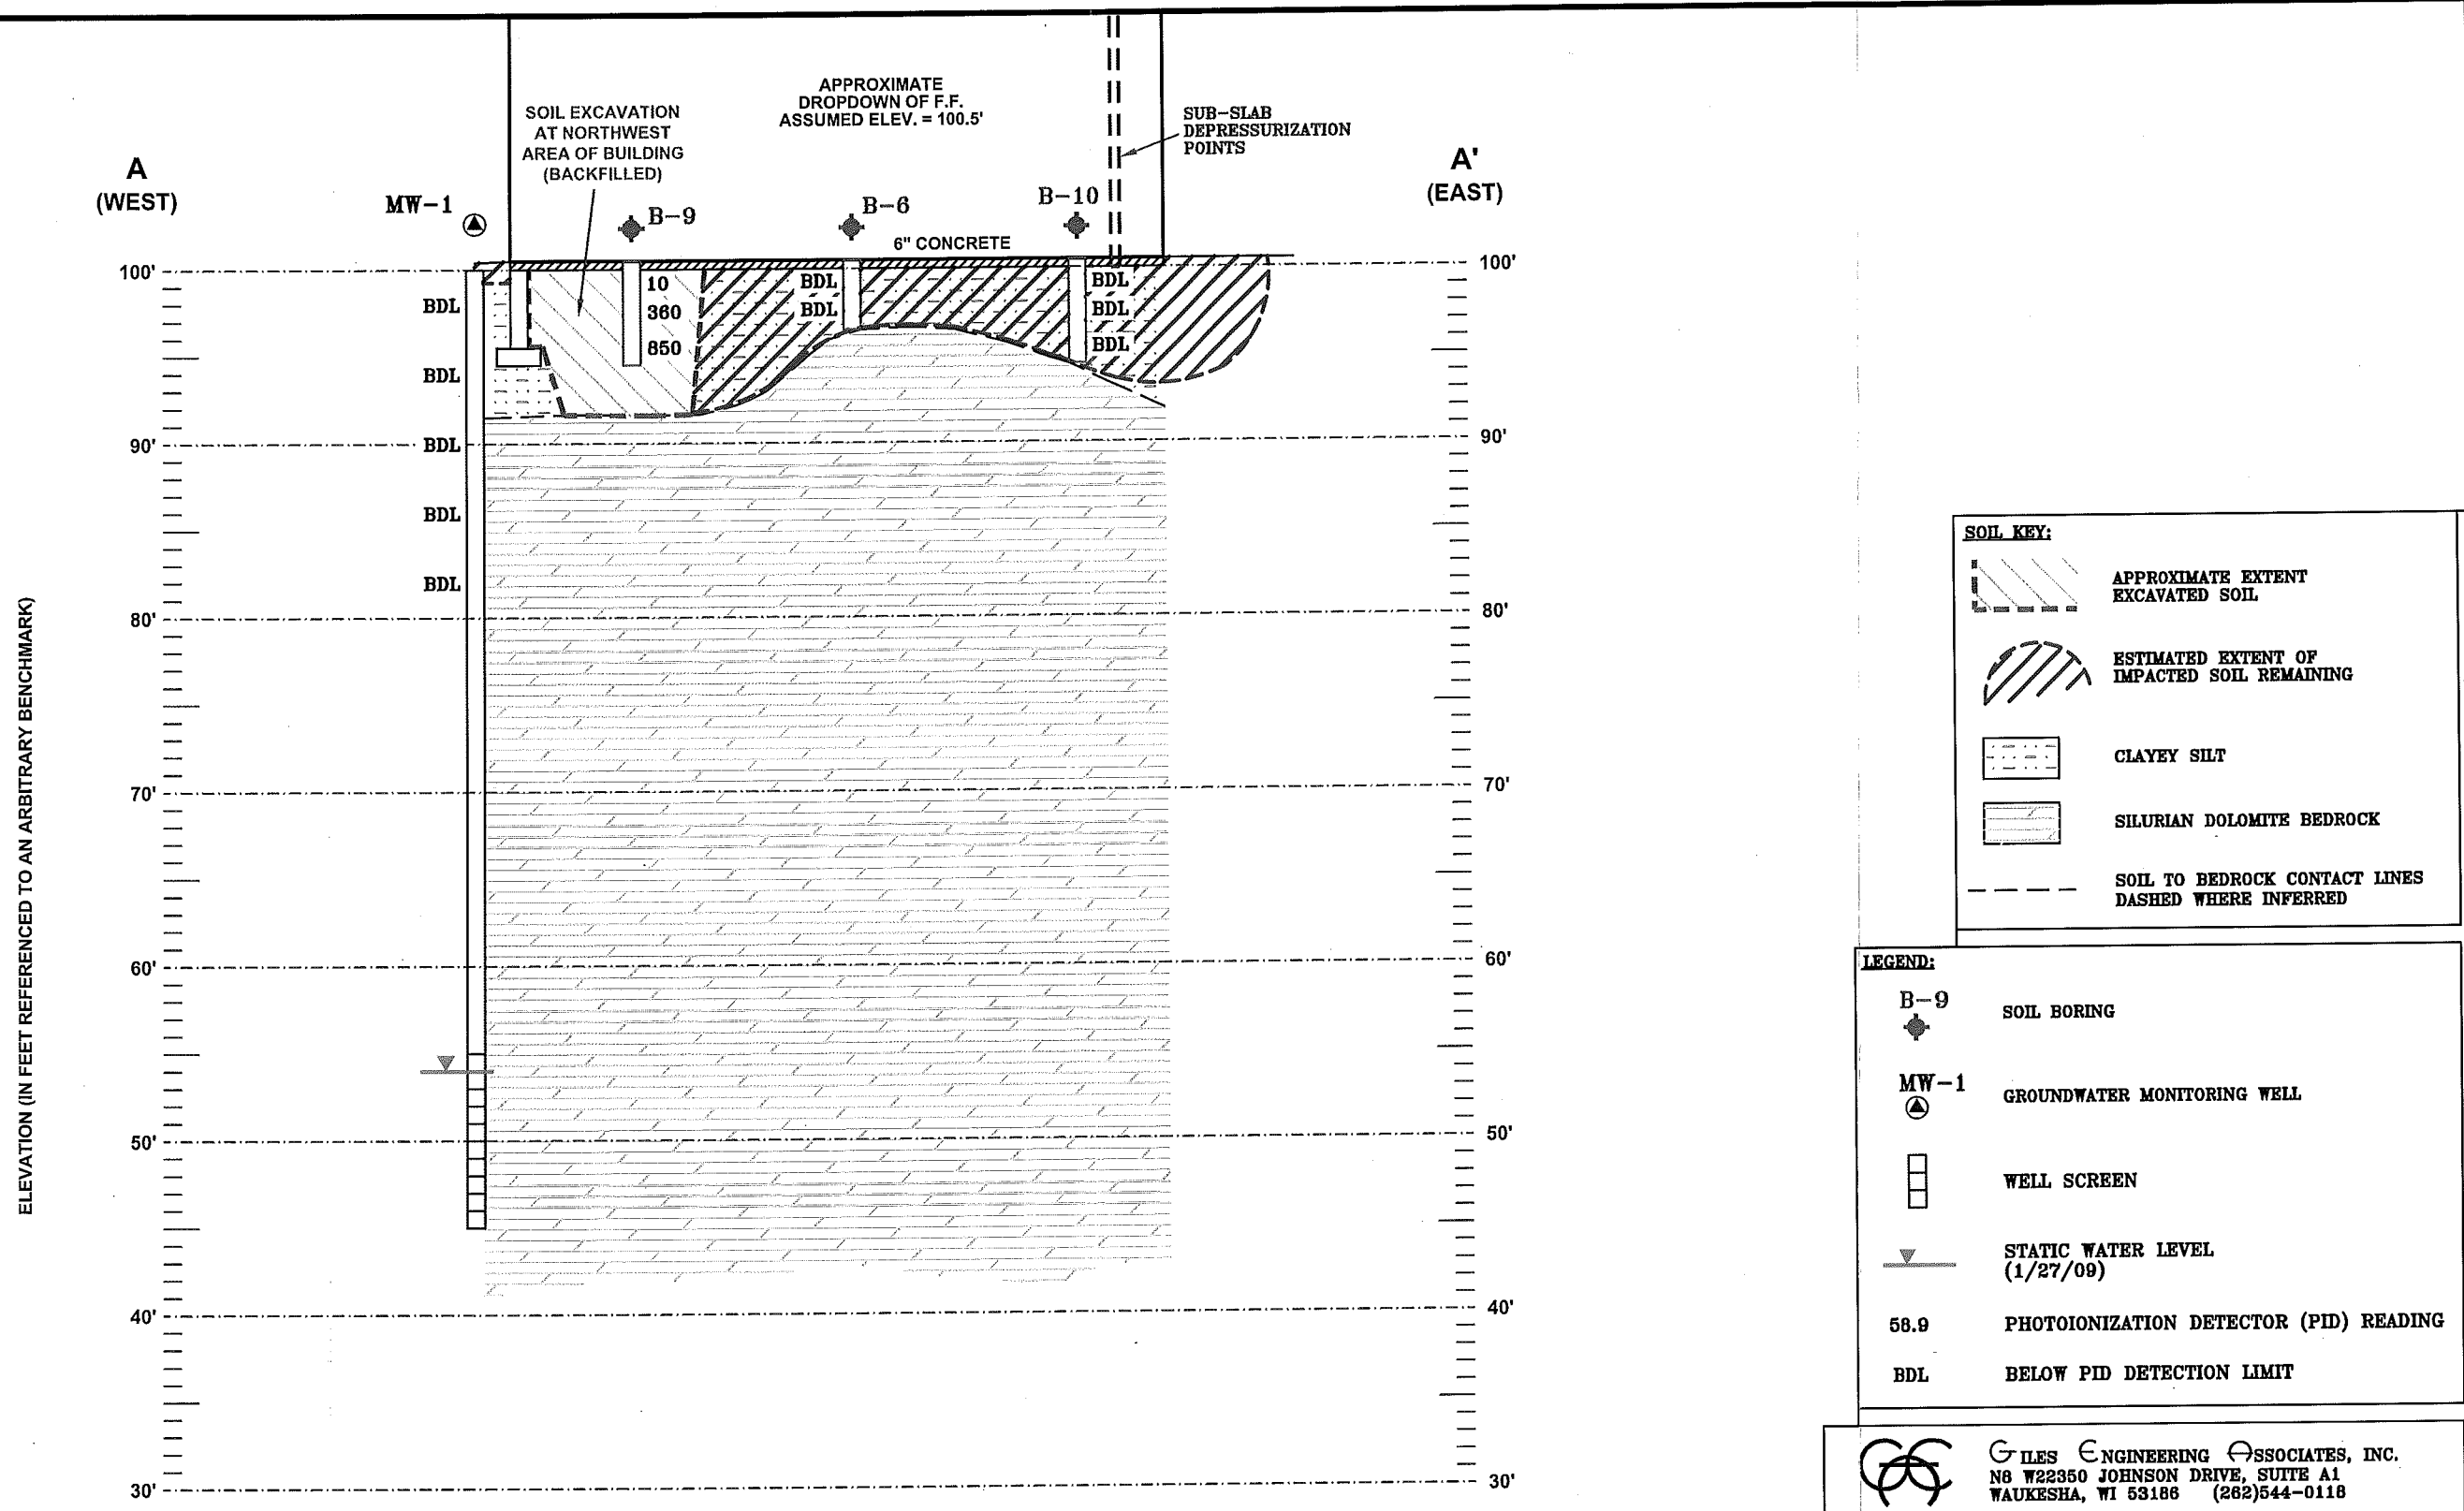 APPROXIMATE
DROPDOWN OF F.F.
ASSUMED ELEV. = 100.5'
SOIL EXCAVATION
AT NORTHWEST
AREA OF BUILDING
(BACKFILLED)
SUB-SLAB
DEPRESSURIZATION
POINTS
A
(WEST)
A'
(EAST)
MW-1
B-9
B-6
B-10
6" CONCRETE
100'
100'
10
360
850
BDL
BDL
BDL
BDL
BDL
BDL
BDL
BDL
BDL
BDL
90'
90'
80'
80'
70'
70'
60'
60'
50'
50'
40'
40'
30'
30'
ELEVATION (IN FEET REFERENCED TO AN ARBITRARY BENCHMARK)
SOIL KEY:
APPROXIMATE EXTENT
EXCAVATED SOIL
ESTIMATED EXTENT OF
IMPACTED SOIL REMAINING
CLAYEY SILT
SILURIAN DOLOMITE BEDROCK
SOIL TO BEDROCK CONTACT LINES
DASHED WHERE INFERRED
LEGEND:
B-9
SOIL BORING
MW-1
GROUNDWATER MONITORING WELL
WELL SCREEN
STATIC WATER LEVEL
(1/27/09)
58.9 PHOTOIONIZATION DETECTOR (PID) READING
BDL BELOW PID DETECTION LIMIT
GILES ENGINEERING ASSOCIATES, INC.
N8 W22350 JOHNSON DRIVE, SUITE A1
WAUKESHA, WI 53186 (262)544-0118